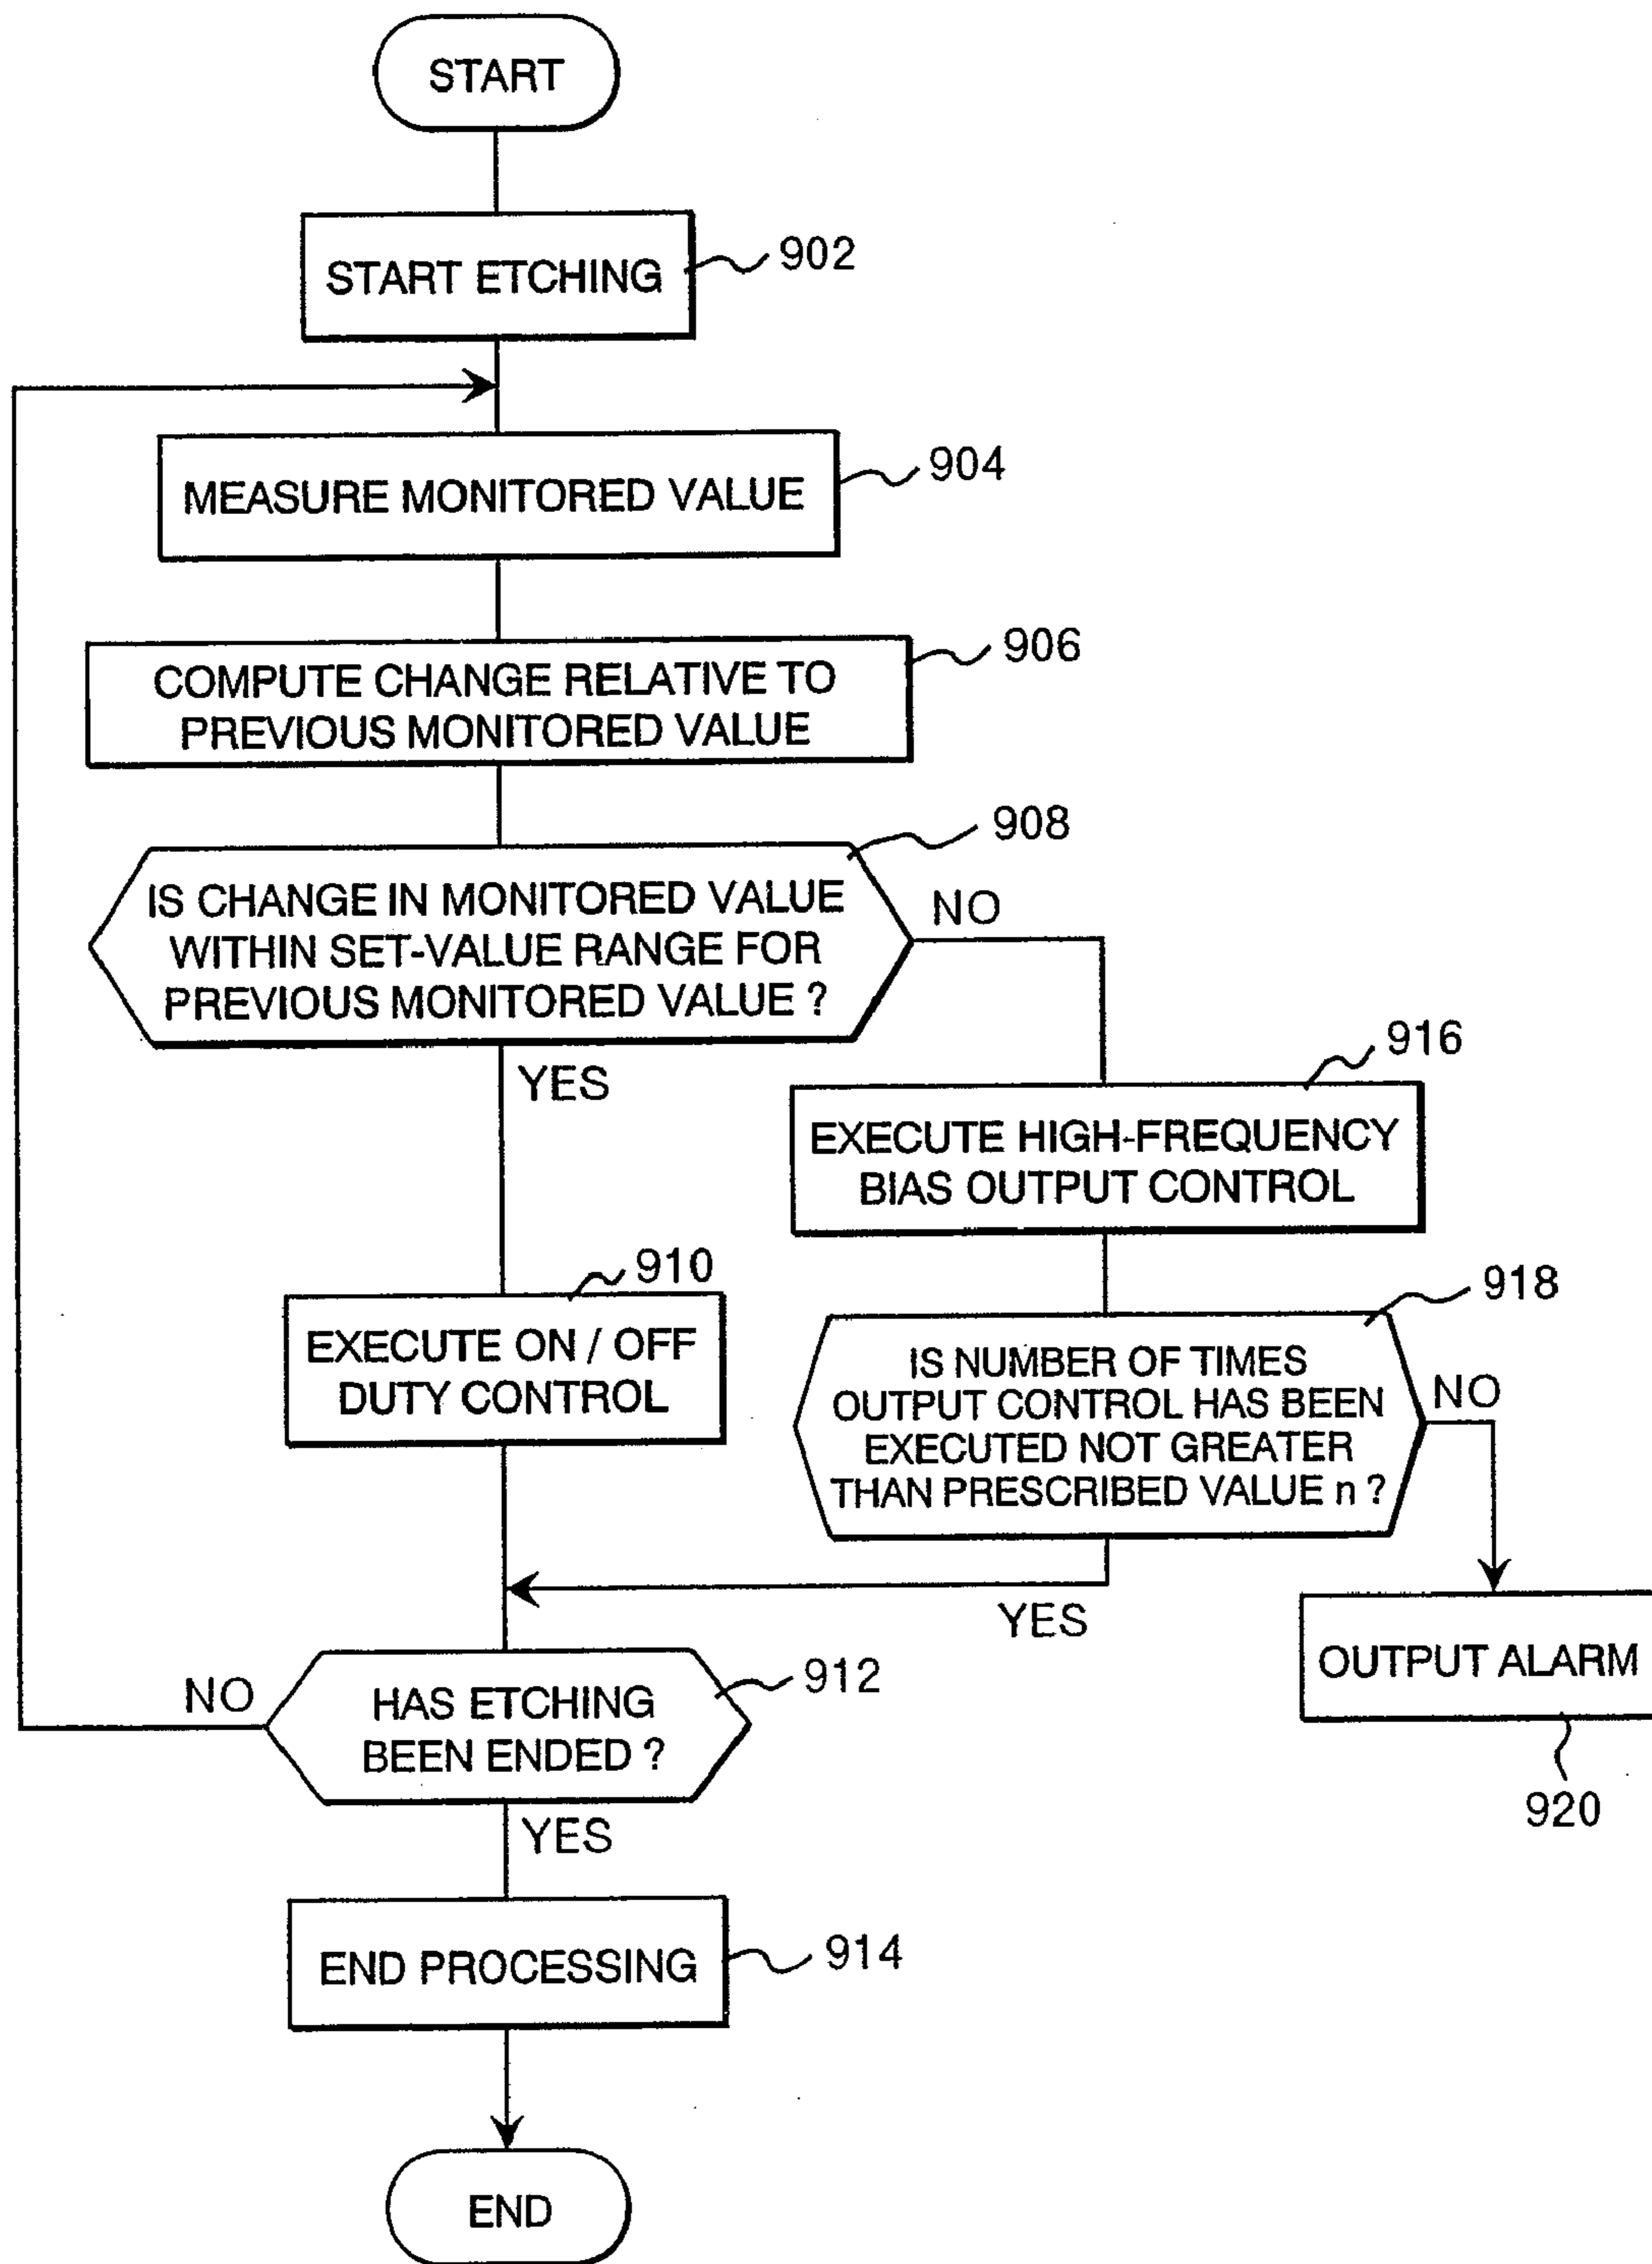 START
START ETCHING
902
MEASURE MONITORED VALUE
904
COMPUTE CHANGE RELATIVE TO
PREVIOUS MONITORED VALUE
906
IS CHANGE IN MONITORED VALUE
WITHIN SET-VALUE RANGE FOR
PREVIOUS MONITORED VALUE ?
908
NO
YES
916
EXECUTE HIGH-FREQUENCY
BIAS OUTPUT CONTROL
910
EXECUTE ON / OFF
DUTY CONTROL
918
IS NUMBER OF TIMES
OUTPUT CONTROL HAS BEEN
EXECUTED NOT GREATER
THAN PRESCRIBED VALUE n ?
NO
YES
OUTPUT ALARM
920
HAS ETCHING
BEEN ENDED ?
912
NO
YES
END PROCESSING
914
END